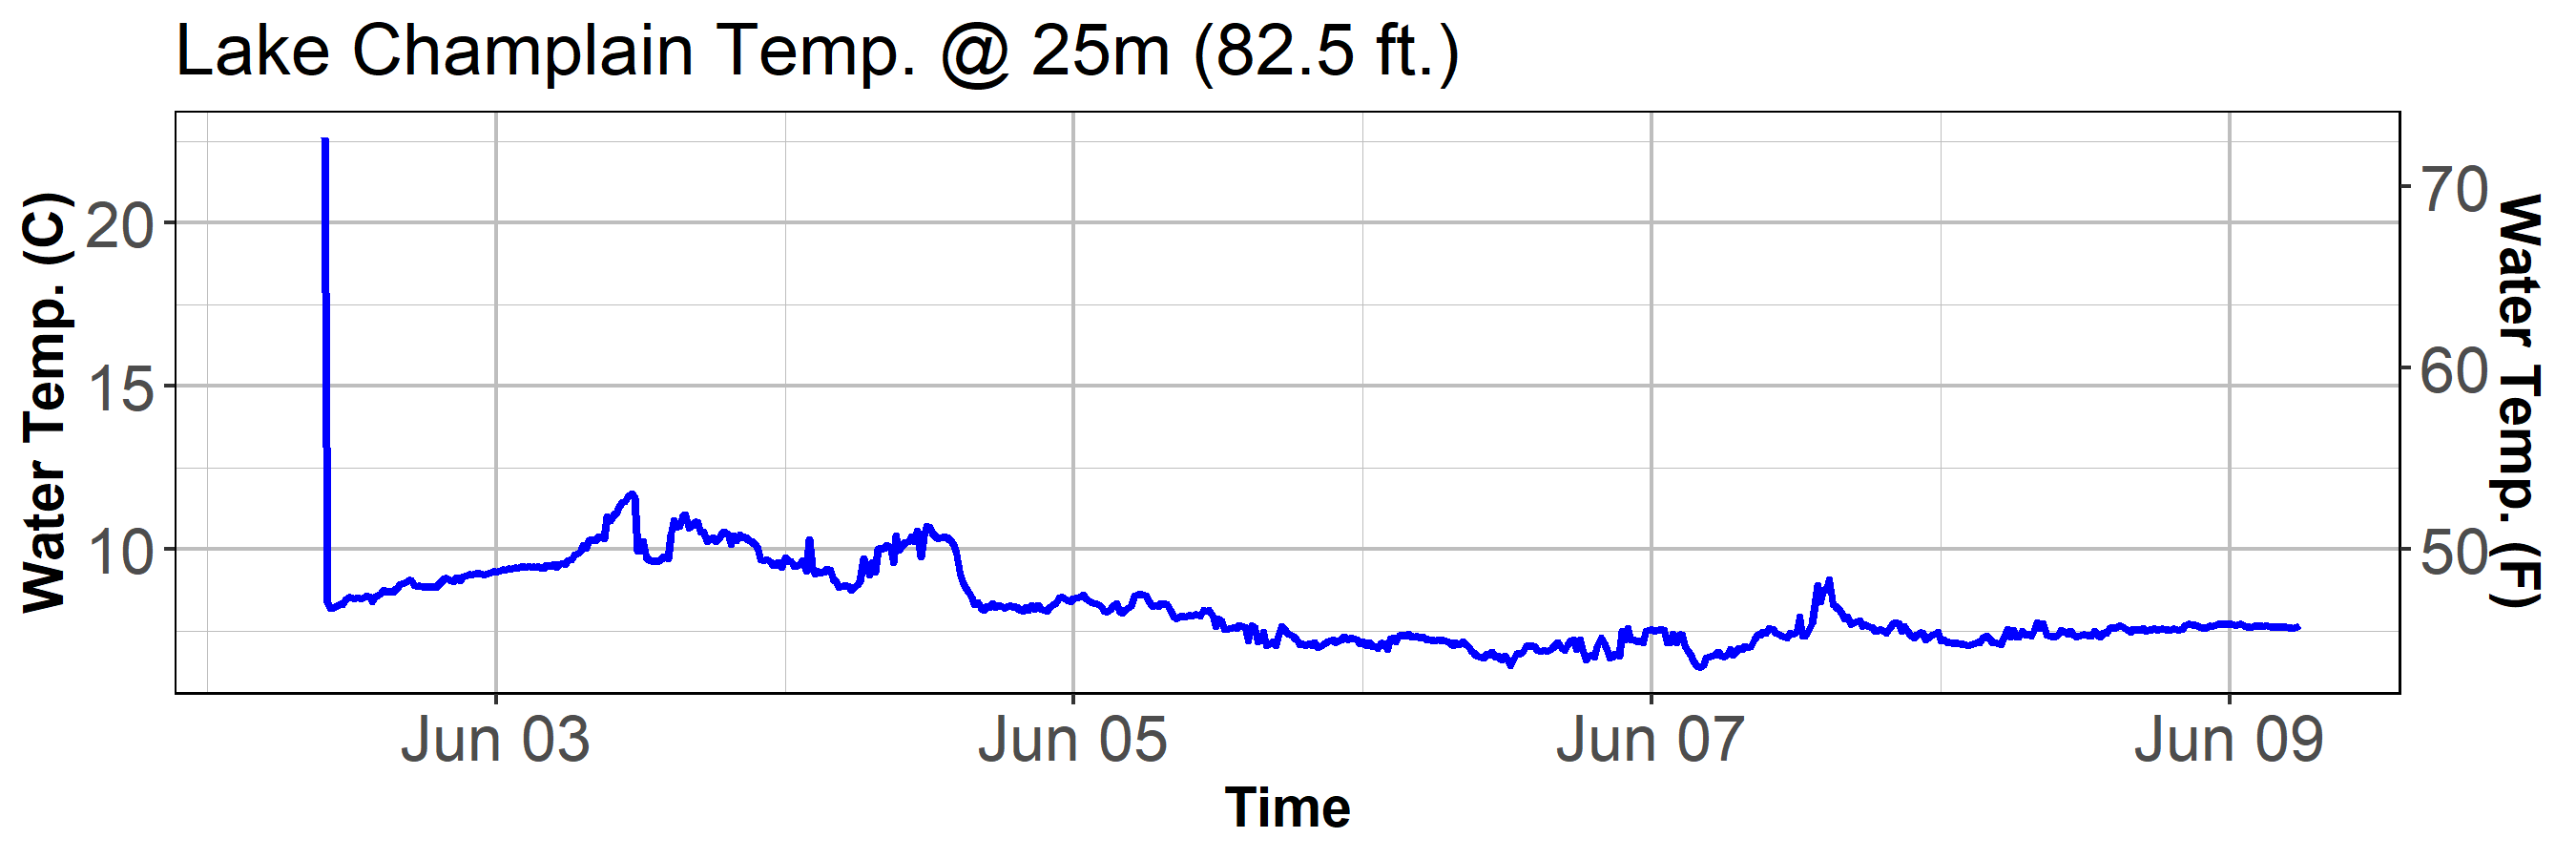 Lake Champlain Temp. @ 25m (82.5 ft.)
Water Temp. (C)
20
15
10
70
60
50
Water Temp. (F)
Jun 03 Jun 05 Jun 07 Jun 09
Time